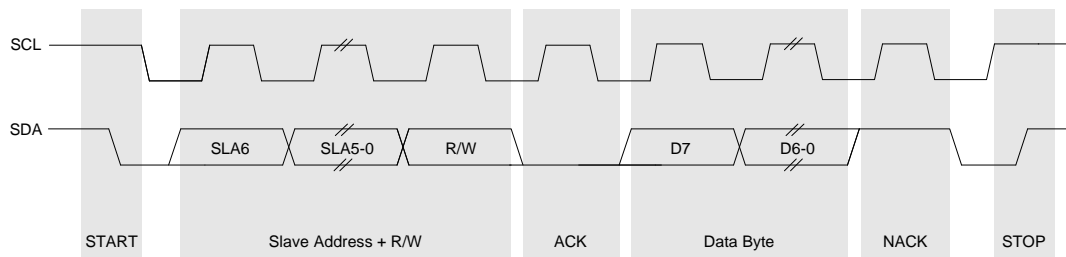 SCL
SDA
SLA6
SLA5-0
R/W
D7
D6-0
START
Slave Address + R/W
ACK
Data Byte
NACK
STOP